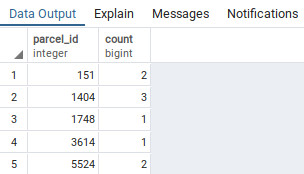 Data Output Explain Messages Notifications
parcel_id count
integer bigint
1 151 2
2 1404 3
3 1748 1
4 3614 1
5 5524 2